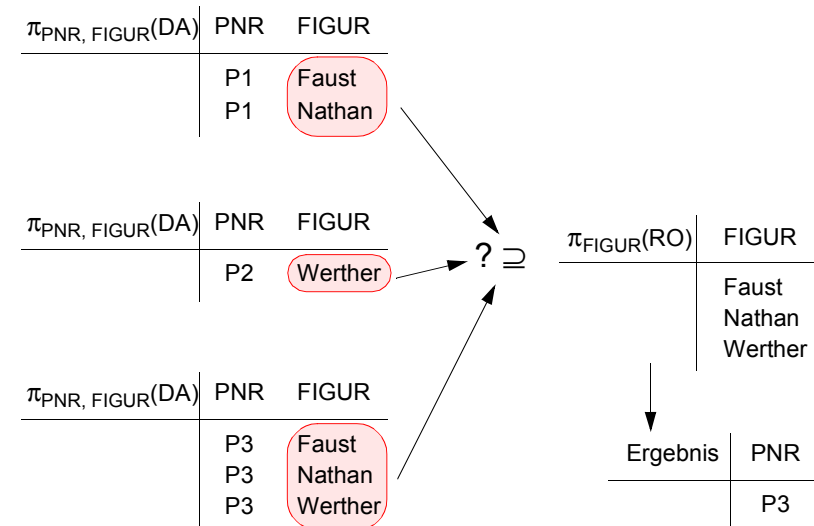 πPNR, FIGUR(DA) PNR FIGUR
P1 Faust
P1 Nathan
πPNR, FIGUR(DA) PNR FIGUR
P2 Werther
πPNR, FIGUR(DA) PNR FIGUR
P3 Faust
P3 Nathan
P3 Werther
? ⊇
πFIGUR(RO) FIGUR
Faust
Nathan
Werther
Ergebnis PNR
P3